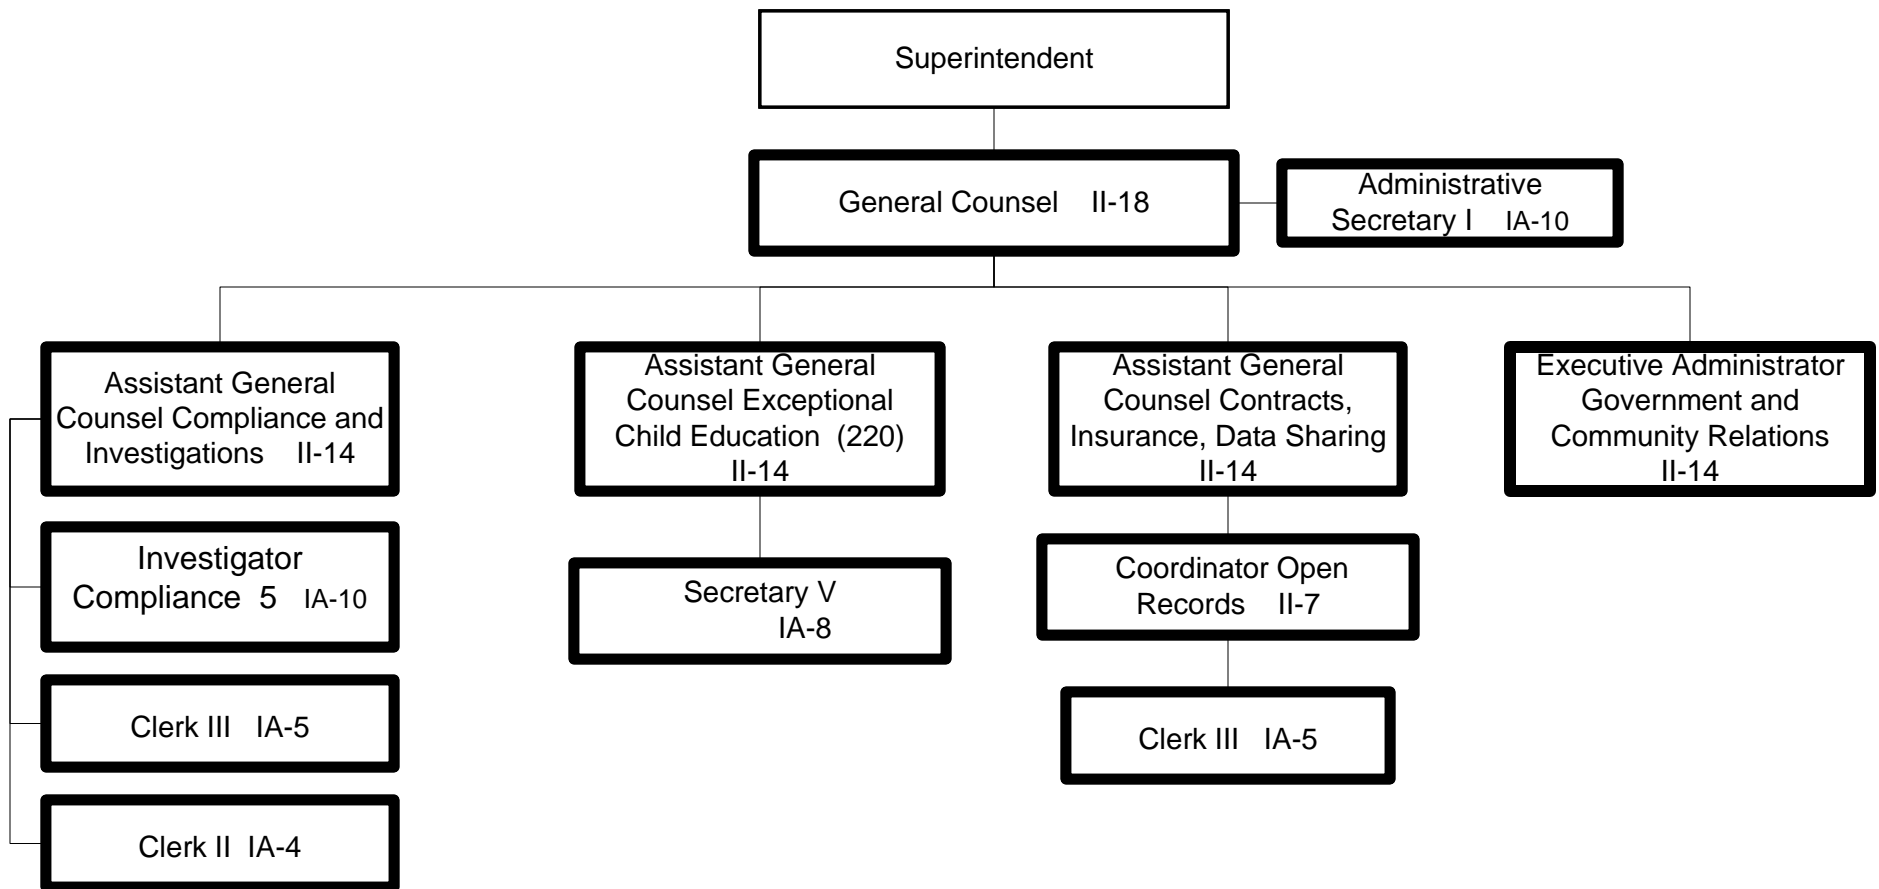 Superintendent
General Counsel II-18
Administrative
Secretary I IA-10
Assistant General
Counsel Compliance and
Investigations II-14
Assistant General
Counsel Exceptional
Child Education (220)
II-14
Assistant General
Counsel Contracts,
Insurance, Data Sharing
II-14
Executive Administrator
Government and
Community Relations
II-14
Investigator
Compliance 5 IA-10
Secretary V
IA-8
Coordinator Open
Records II-7
Clerk III IA-5
Clerk III IA-5
Clerk II IA-4